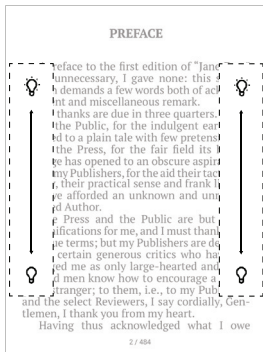 PREFACE
reface to the first edition of "Jan
unnecessary, I gave none: this
demands a few words both of ac
nt and miscellaneous remark.
thanks are due in three quarters.
the Public, for the indulgent ear
d to a plain tale with few pretens
the Press, for the fair field its
e has opened to an obscure aspir
my Publishers, for the aid their tac
, their practical sense and frank l
ve afforded an unknown and un
d Author.
Press and the Public are but
ifications for me, and I must than
ue terms; but my Publishers are de
certain generous critics who ha
ed me as only large-hearted and
d men know how to encourage a
tranger; to them, i.e., to my Pub
and the select Reviewers, I say cordially, Gen-
tlemen, I thank you from my heart.
Having thus acknowledged what I owe
2 / 484